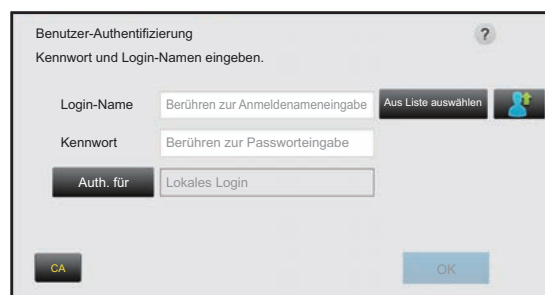 Benutzer-Authentifizierung
?
Kennwort und Login-Namen eingeben.
Login-Name Berühren zur Anmeldenameneingabe Aus Liste auswählen
Kennwort Berühren zur Passworteingabe
Auth. für Lokales Login
CA OK